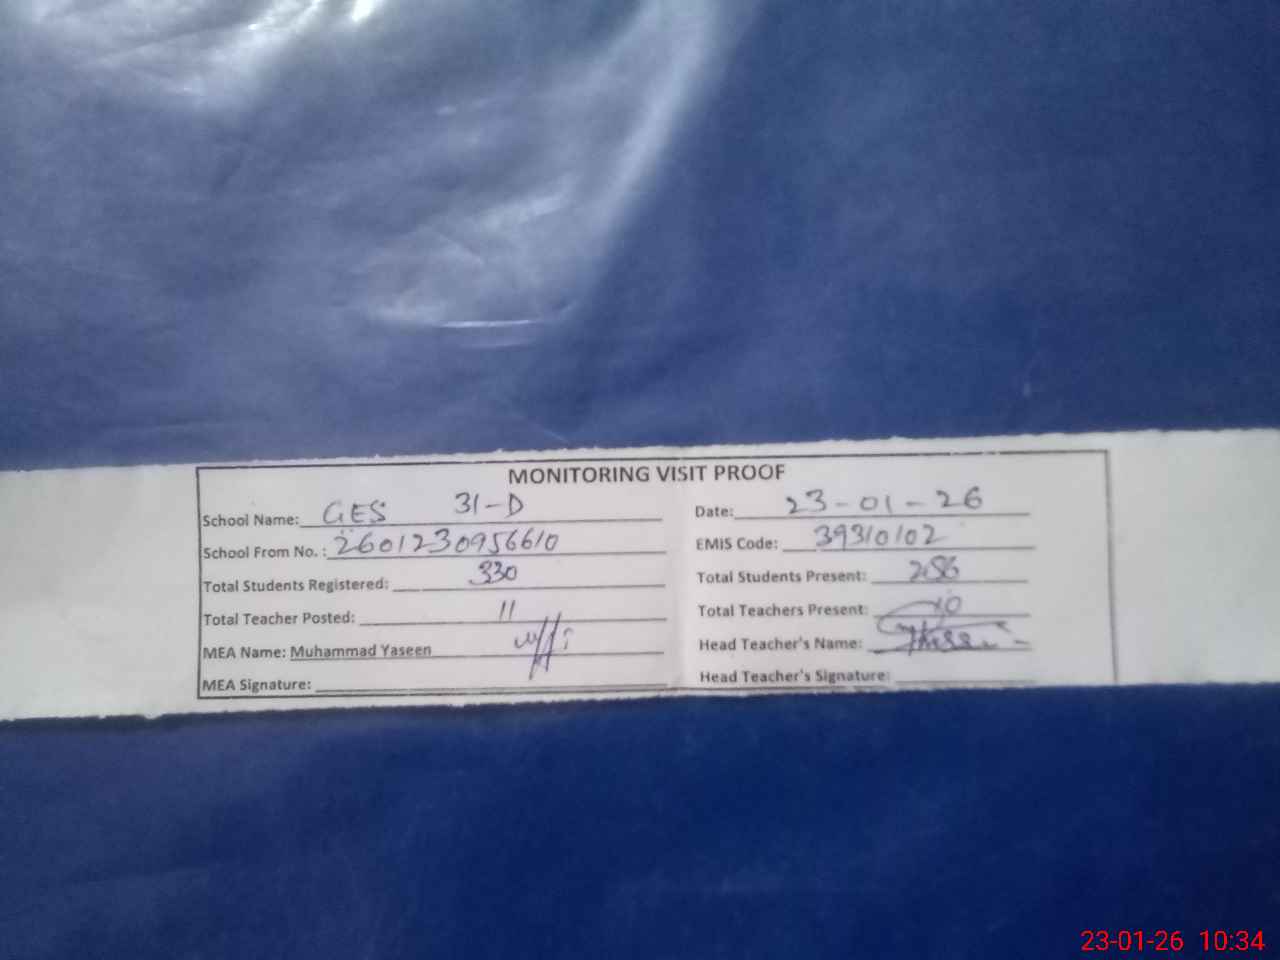 MONITORING VISIT PROOF
School Name: GES 31-D
Date: 23-01-26
School From No. : 2601230956610
EMIS Code: 39310102
Total Students Registered: 330
Total Students Present: 286
Total Teacher Posted: 11
Total Teachers Present: 10
MEA Name: Muhammad Yaseen
Head Teacher's Name:
MEA Signature:
Head Teacher's Signature:
23-01-26 10:34